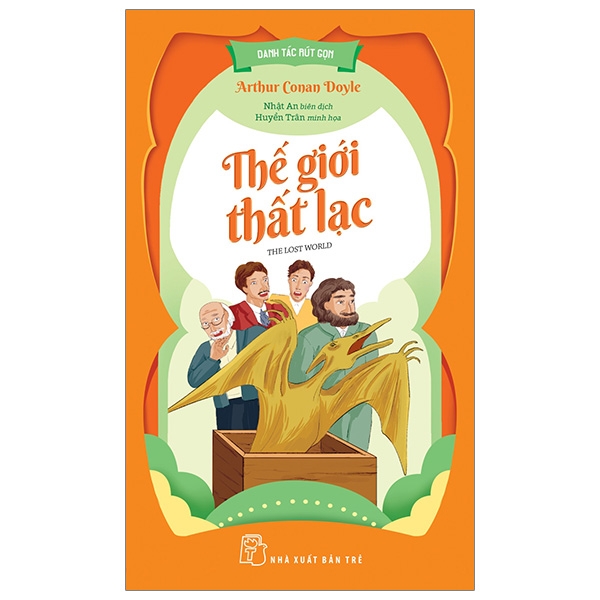 DANH TÁC RÚT GỌN
Arthur Conan Doyle
Nhật An biên dịch
Huyền Trân minh họa
Thế giới
thất lạc
THE LOST WORLD
T
NHÀ XUẤT BẢN TRẺ